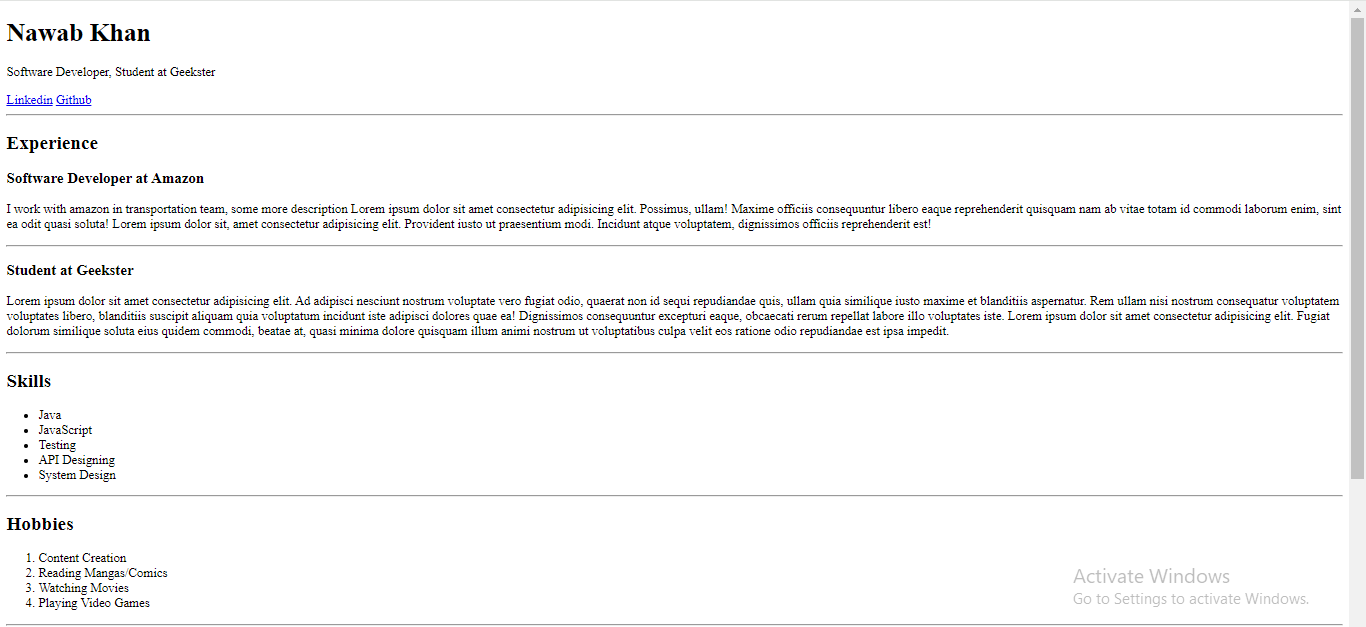 Nawab Khan
Software Developer, Student at Geekster
Linkedin Github
Experience
Software Developer at Amazon
I work with amazon in transportation team, some more description Lorem ipsum dolor sit amet consectetur adipisicing elit. Possimus, ullam! Maxime officiis consequuntur libero eaque reprehenderit quisquam nam ab vitae totam id commodi laborum enim, sint
ea odit quasi soluta! Lorem ipsum dolor sit, amet consectetur adipisicing elit. Provident iusto ut praesentium modi. Incidunt atque voluptatem, dignissimos officiis reprehenderit est!
Student at Geekster
Lorem ipsum dolor sit amet consectetur adipisicing elit. Ad adipisci nesciunt nostrum voluptate vero fugiat odio, quaerat non id sequi repudiandae quis, ullam quia similique iusto maxime et blanditiis aspernatur. Rem ullam nisi nostrum consequatur voluptatem
voluptates libero, blanditiis suscipit aliquam quia voluptatum incidunt iste adipisci dolores quae ea! Dignissimos consequuntur excepturi eaque, obcaecati rerum repellat labore illo voluptates iste. Lorem ipsum dolor sit amet consectetur adipisicing elit. Fugiat
dolorum similique soluta eius quidem commodi, beatae at, quasi minima dolore quisquam illum animi nostrum ut voluptatibus culpa velit eos ratione odio repudiandae est ipsa impedit.
Skills
• Java
• JavaScript
• Testing
• API Designing
• System Design
Hobbies
1. Content Creation
2. Reading Mangas/Comics
3. Watching Movies
4. Playing Video Games
Activate Windows
Go to Settings to activate Windows.